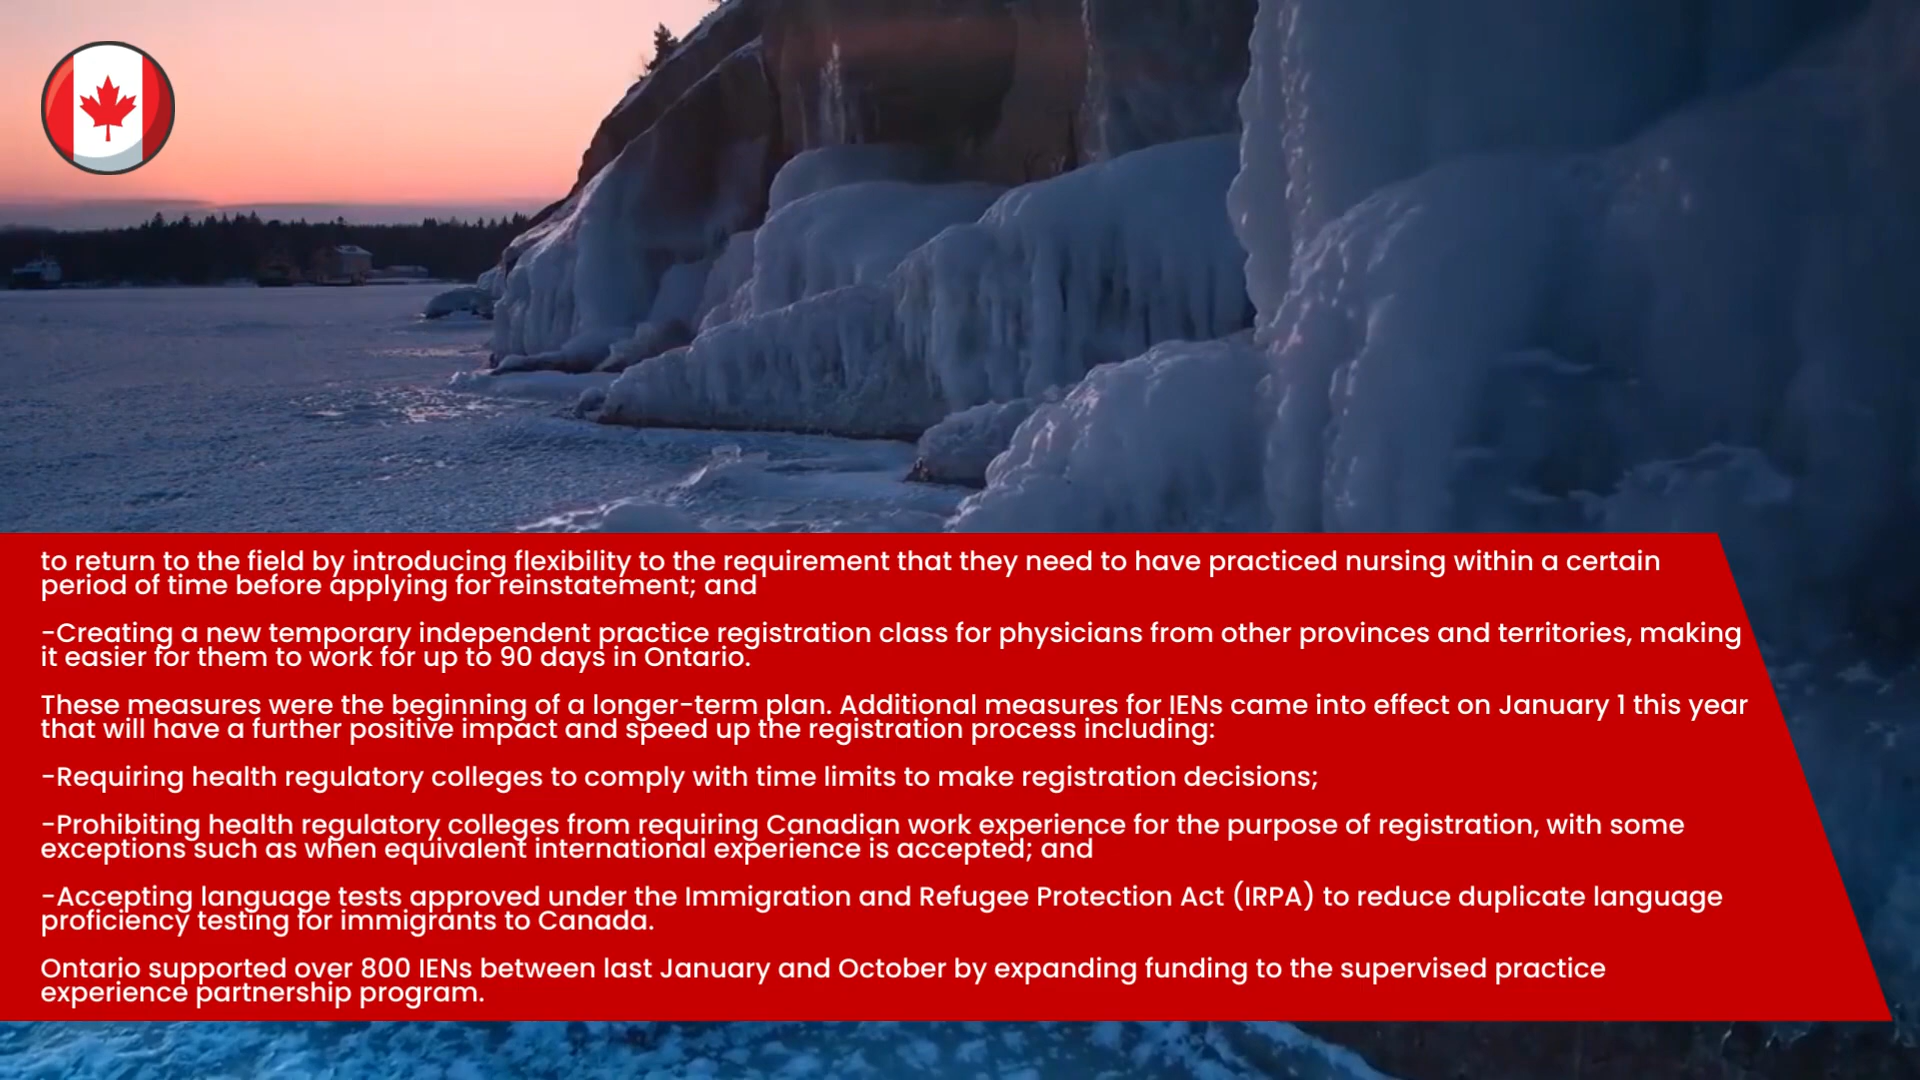 to return to the field by introducing flexibility to the requirement that they need to have practiced nursing within a certain
period of time before applying for reinstatement; and
-Creating a new temporary independent practice registration class for physicians from other provinces and territories, making
it easier for them to work for up to 90 days in Ontario.
These measures were the beginning of a longer-term plan. Additional measures for IENs came into effect on January 1 this year
that will have a further positive impact and speed up the registration process including:
-Requiring health regulatory colleges to comply with time limits to make registration decisions;
-Prohibiting health regulatory colleges from requiring Canadian work experience for the purpose of registration, with some
exceptions such as when equivalent international experience is accepted; and
-Accepting language tests approved under the Immigration and Refugee Protection Act (IRPA) to reduce duplicate language
proficiency testing for immigrants to Canada.
Ontario supported over 800 IENs between last January and October by expanding funding to the supervised practice
experience partnership program.